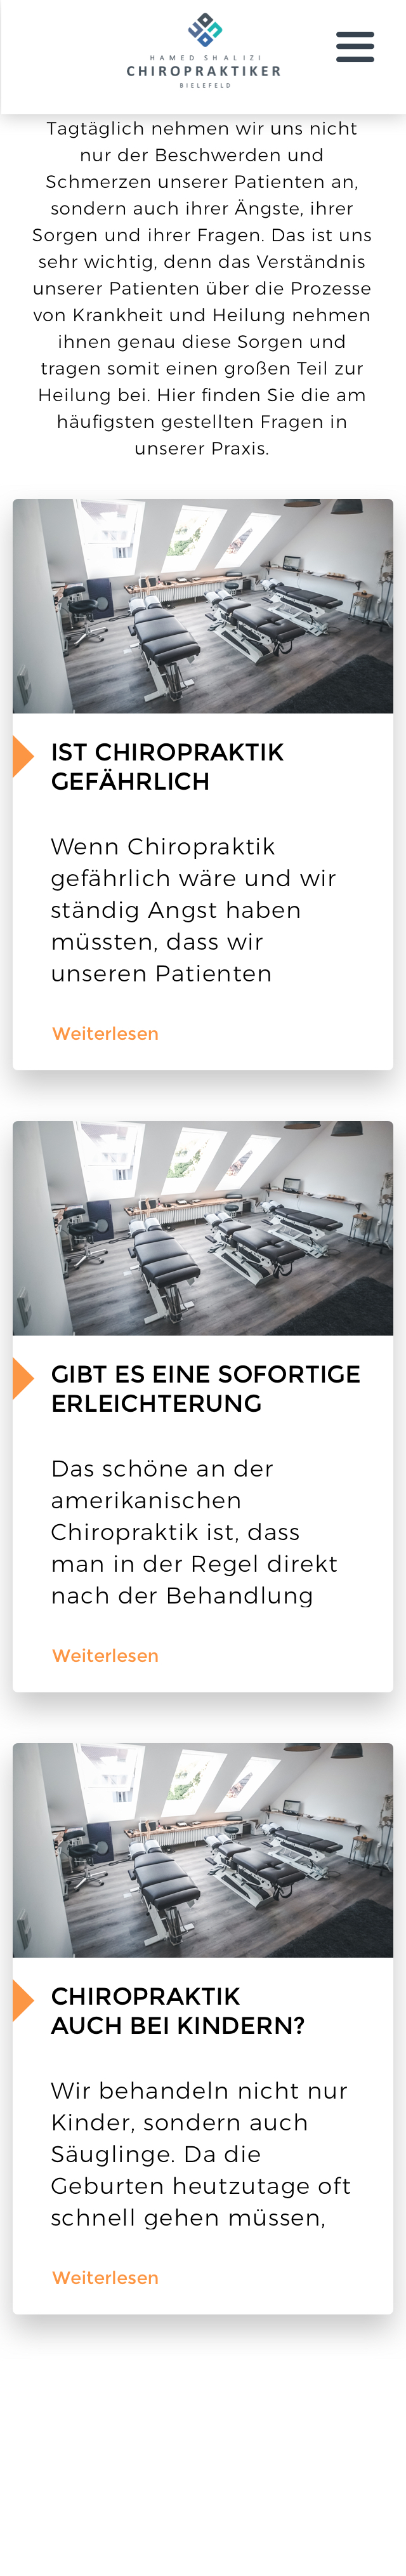 HAMED SHALIZI
CHIROPRAKTIKER
BIELEFELD
Tagtäglich nehmen wir uns nicht
nur der Beschwerden und
Schmerzen unserer Patienten an,
sondern auch ihrer Ängste, ihrer
Sorgen und ihrer Fragen. Das ist uns
sehr wichtig, denn das Verständnis
unserer Patienten über die Prozesse
von Krankheit und Heilung nehmen
ihnen genau diese Sorgen und
tragen somit einen großen Teil zur
Heilung bei. Hier finden Sie die am
häufigsten gestellten Fragen in
unserer Praxis.
IST CHIROPRAKTIK
GEFÄHRLICH
Wenn Chiropraktik
gefährlich wäre und wir
ständig Angst haben
müssten, dass wir
unseren Patienten
Weiterlesen
GIBT ES EINE SOFORTIGE
ERLEICHTERUNG
Das schöne an der
amerikanischen
Chiropraktik ist, dass
man in der Regel direkt
nach der Behandlung
Weiterlesen
CHIROPRAKTIK
AUCH BEI KINDERN?
Wir behandeln nicht nur
Kinder, sondern auch
Säuglinge. Da die
Geburten heutzutage oft
schnell gehen müssen,
Weiterlesen